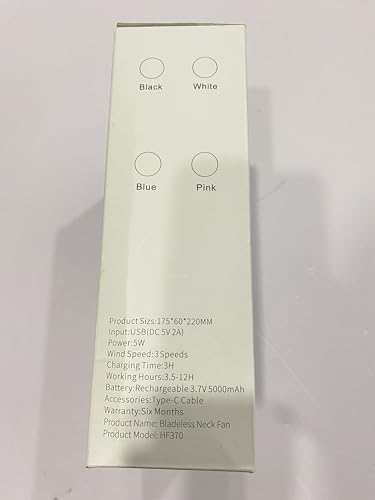 Black White
Blue Pink
Product Sizs:175*60*220MM
Input:USB(DC 5V 2A)
Power:5W
Wind Speed:3Speeds
Charging Time:3H
Working Hours:3.5-12H
Battery:Rechargeable 3.7V 5000mAh
Accessories:Type-C Cable
Warranty:Six Months
Product Name: Bladeless Neck Fan
Product Model: HF370